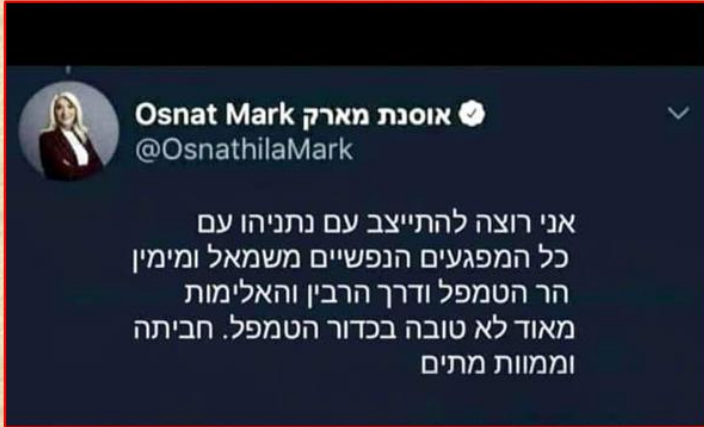 Osnat Mark אוסנת מארק
@OsnathilaMark
אני רוצה להתייצב עם נתניהו עם
כל המפגעים הנפשיים משמאל ומימין
הר הטמפל ודרך הרבין והאלימות
מאוד לא טובה בכדור הטמפל. חביתה
וממוות מתים